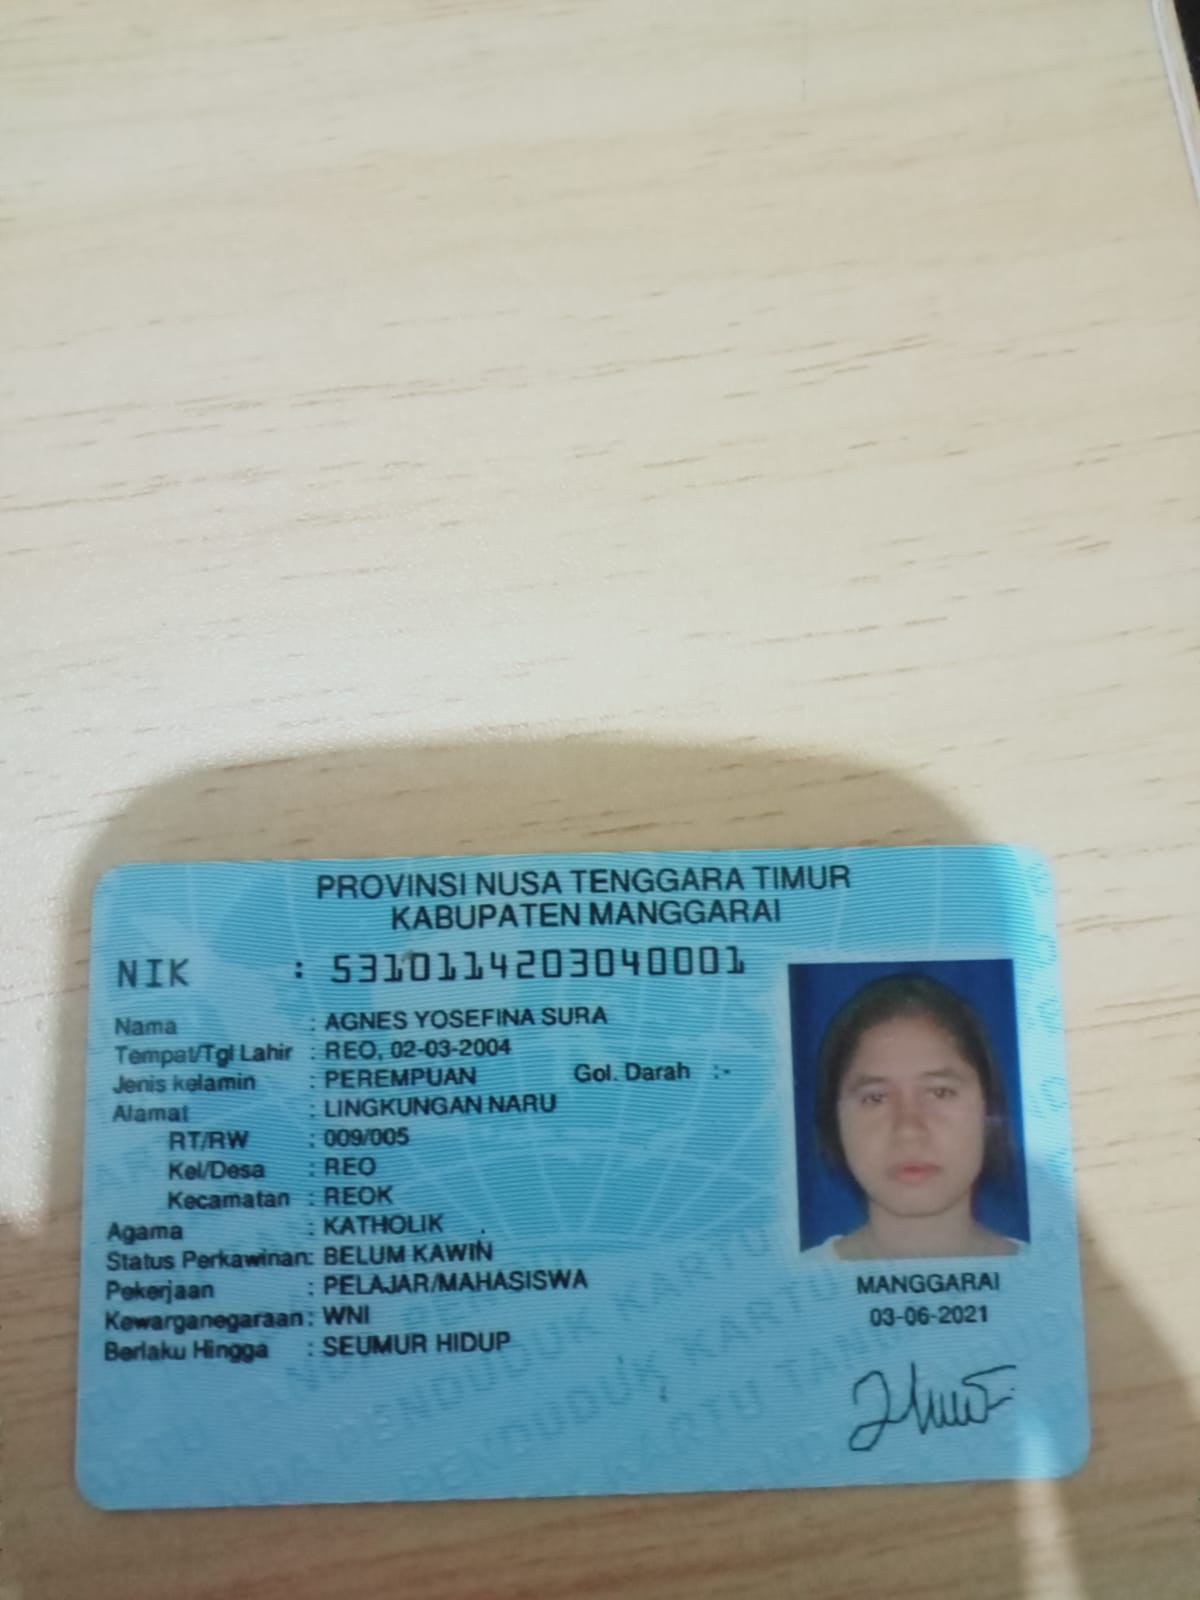 PROVINSI NUSA TENGGARA TIMUR
KABUPATEN MANGGARAI
NIK : 5310114203040001
Nama : AGNES YOSEFINA SURA
Tempat/Tgl Lahir : REO, 02-03-2004
Jenis kelamin : PEREMPUAN Gol. Darah :-
Alamat : LINGKUNGAN NARU
RT/RW : 009/005
Kel/Desa : REO
Kecamatan : REOK
Agama : KATHOLIK
Status Perkawinan: BELUM KAWIN
Pekerjaan : PELAJAR/MAHASISWA
Kewarganegaraan: WNI
Berlaku Hingga : SEUMUR HIDUP
MANGGARAI
03-06-2021